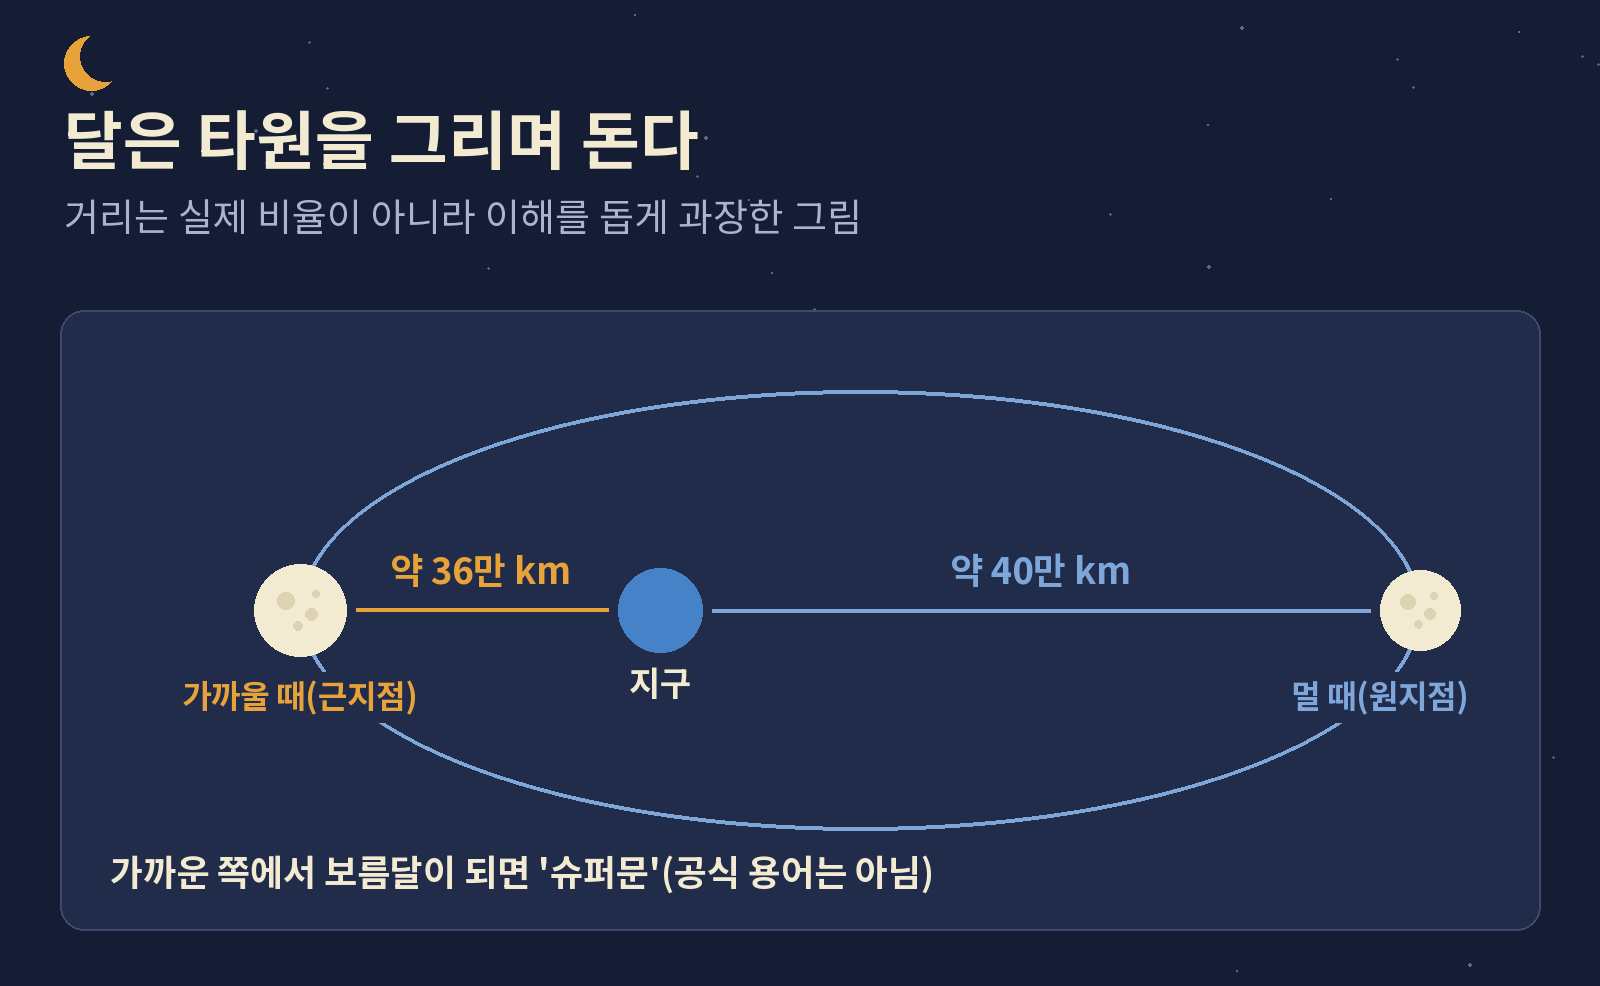 달은 타원을 그리며 돈다
거리는 실제 비율이 아니라 이해를 돕게 과장한 그림
약 36만 km
약 40만 km
지구
가까울 때(근지점)
멀 때(원지점)
가까운 쪽에서 보름달이 되면 '슈퍼문'(공식 용어는 아님)